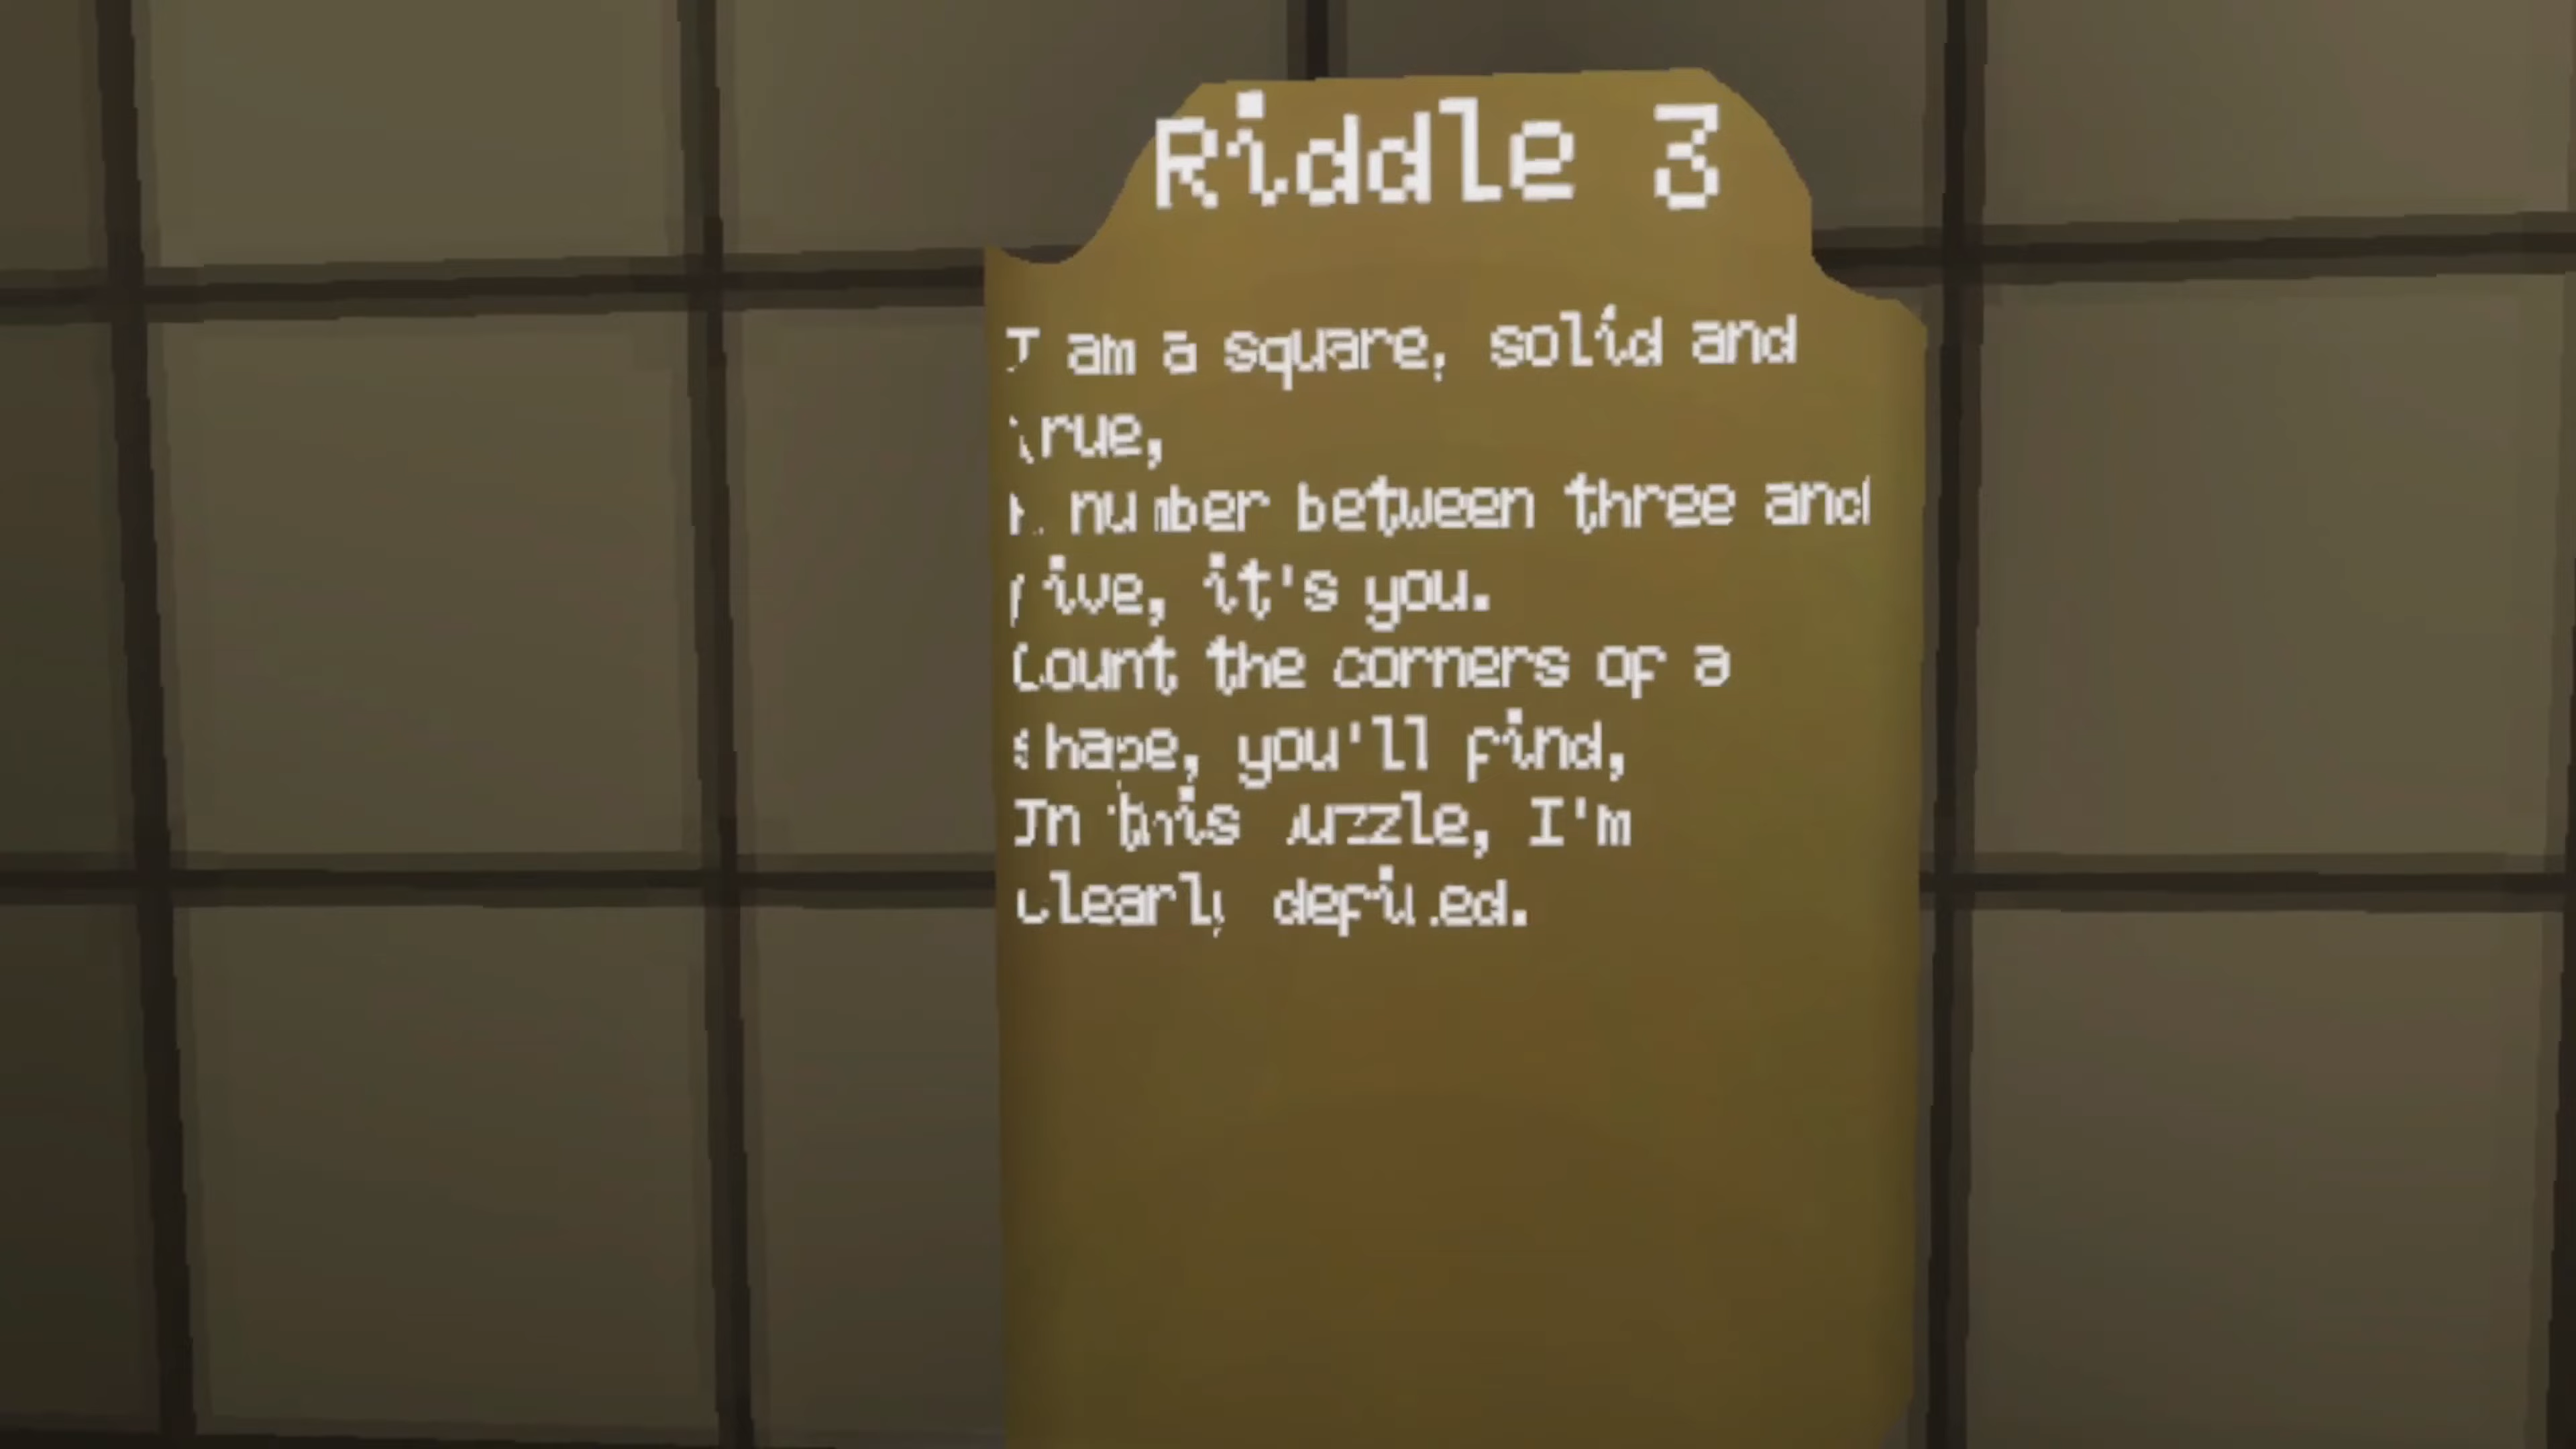 Riddle 3
I am a square, solid and
true,
A number between three and
five, it's you.
Count the corners of a
shape, you'll find,
In this puzzle, I'm
clearly defined.